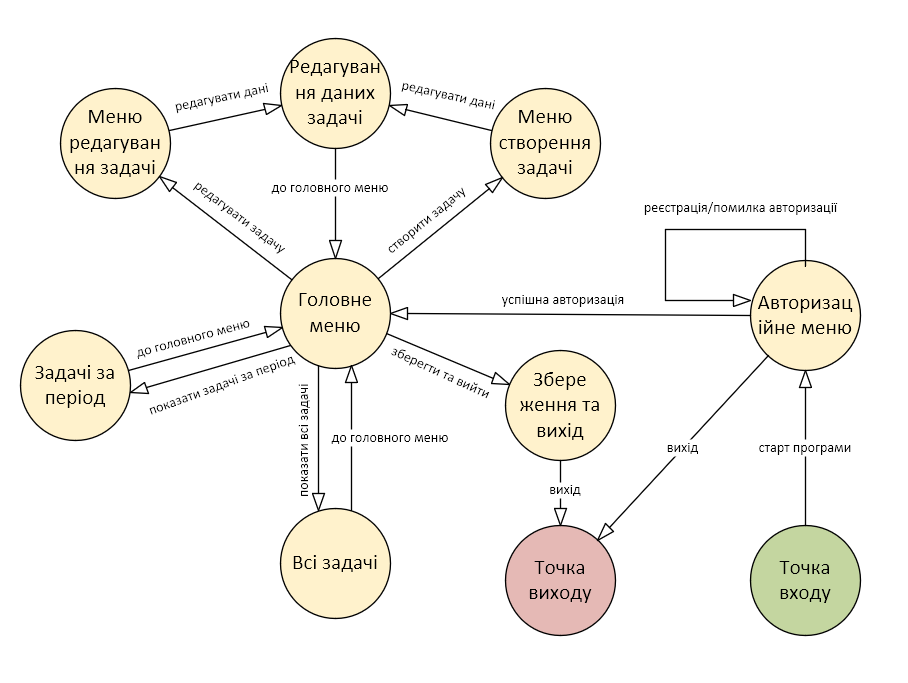 Редагуван
ня даних
задачі
редагувати дані
редагувати дані
Меню
редагуван
ня задачі
Меню
створення
задачі
до головного меню
редагувати задачу
створити задачу
реєстрація/помилка авторизації
Головне
меню
успішна авторизація
Авторизац
ійне меню
до головного меню
Задачі за
період
показати задачі за період
зберегти та вийти
Збере
ження та
вихід
показати всі задачі
до головного меню
вихід
старт програми
вихід
Всі задачі
Точка
виходу
Точка
входу